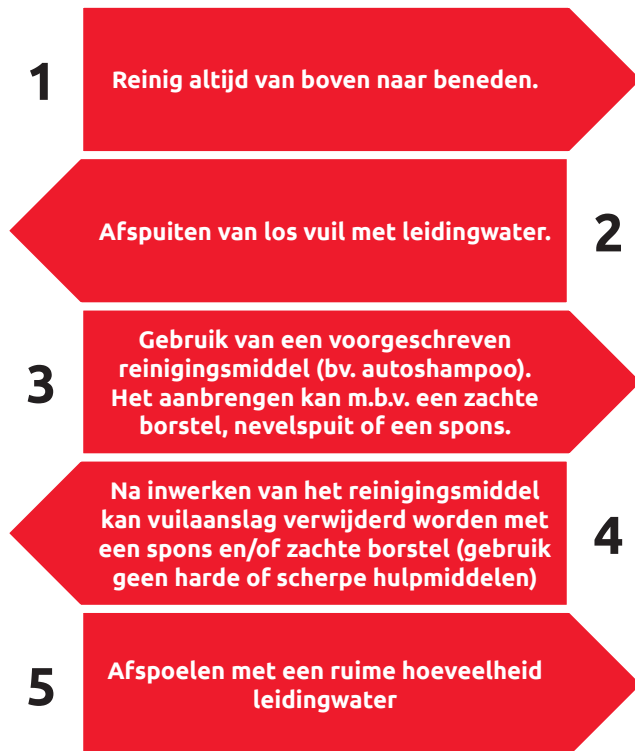 1
Reinig altijd van boven naar beneden.
Afspuiten van los vuil met leidingwater.
2
3
Gebruik van een voorgeschreven
reinigingsmiddel (bv. autoshampoo).
Het aanbrengen kan m.b.v. een zachte
borstel, nevelspuit of een spons.
Na inwerken van het reinigingsmiddel
kan vuilaanslag verwijderd worden met
een spons en/of zachte borstel (gebruik
geen harde of scherpe hulpmiddelen)
4
5
Afspoelen met een ruime hoeveelheid
leidingwater